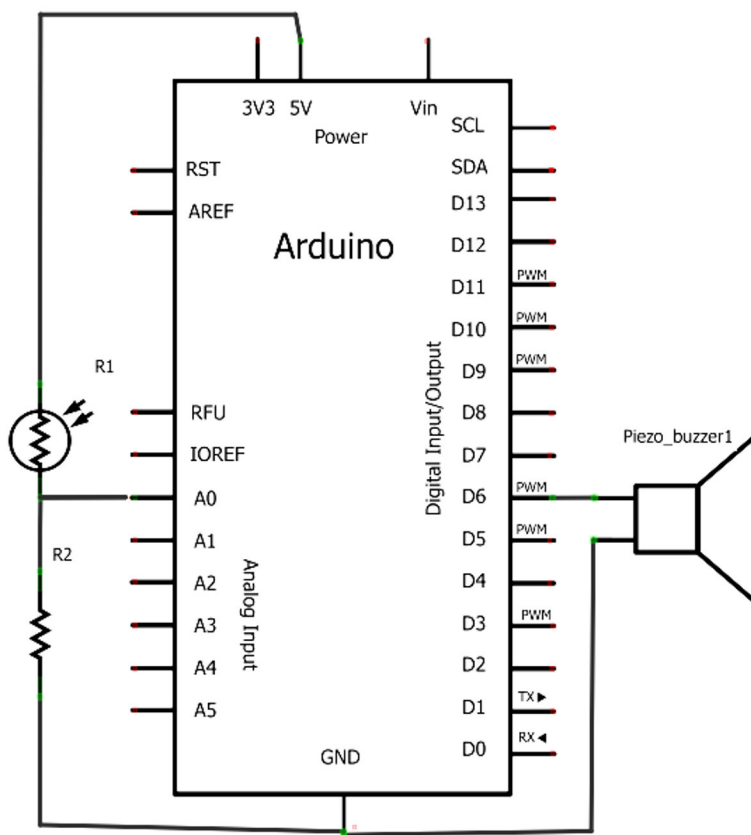 3V3 5V Vin
Power
SCL
RST SDA
AREF D13
Arduino D12
D11 PWM
D10 PWM
R1 D9 PWM
RFU D8
IOREF D7
A0 D6 PWM
A1 D5 PWM
R2
A2 D4
A3 D3 PWM
A4 D2
A5 D1 TX
D0 RX
Analog Input
Digital Input/Output
GND
Piezo_buzzer1